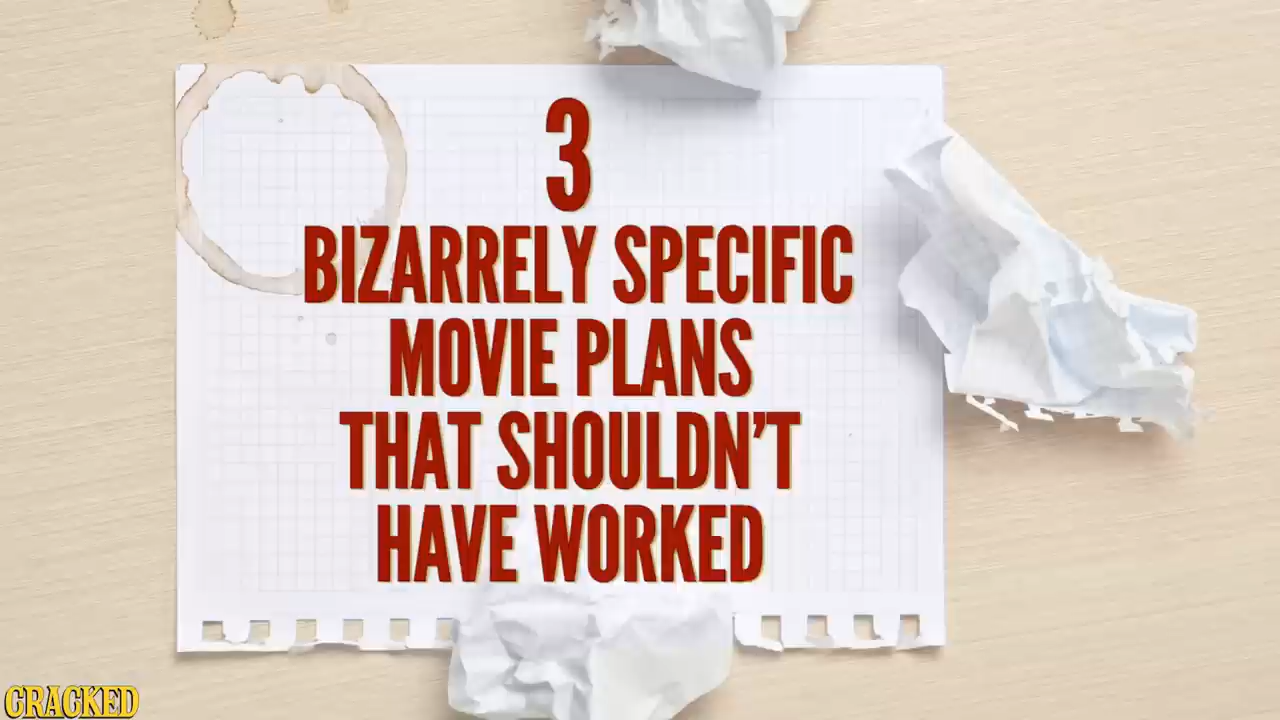 3
BIZARRELY SPECIFIC
MOVIE PLANS
THAT SHOULDN'T
HAVE WORKED
CRACKED